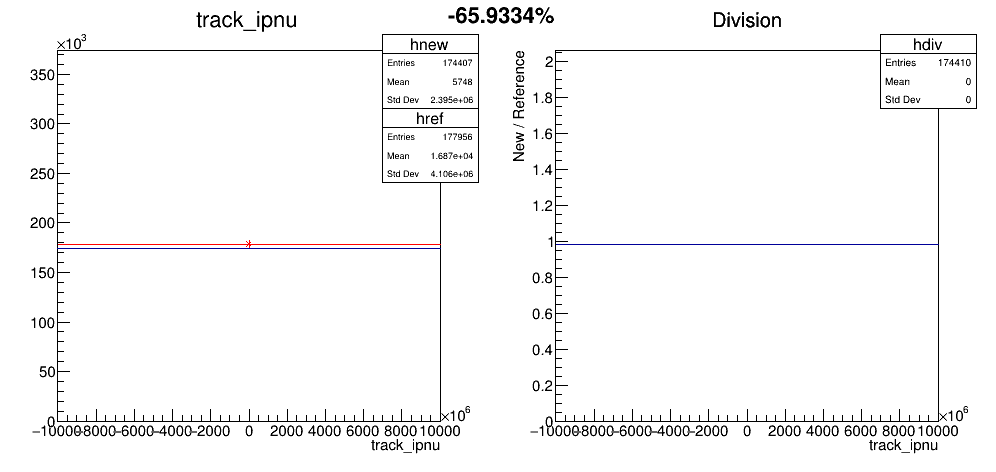 -65.9334%
track_ipnu
×10³
350
300
250
200
150
100
50
0
−10000 −8000 −6000 −4000 −2000 0 2000 4000 6000 8000 10000
×10⁶
track_ipnu
hnew
Entries 174407
Mean 5748
Std Dev 2.395e+06
href
Entries 177956
Mean 1.687e+04
Std Dev 4.106e+06
Division
New / Reference
2
1.8
1.6
1.4
1.2
1
0.8
0.6
0.4
0.2
0
−10000 −8000 −6000 −4000 −2000 0 2000 4000 6000 8000 10000
×10⁶
track_ipnu
hdiv
Entries 174410
Mean 0
Std Dev 0